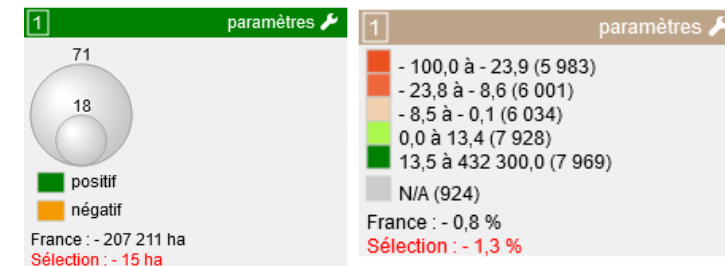 1 paramètres
71
18
positif
négatif
France : - 207 211 ha
Sélection : - 15 ha
1 paramètres
- 100,0 à - 23,9 (5 983)
- 23,8 à - 8,6 (6 001)
- 8,5 à - 0,1 (6 034)
0,0 à 13,4 (7 928)
13,5 à 432 300,0 (7 969)
N/A (924)
France : - 0,8 %
Sélection : - 1,3 %